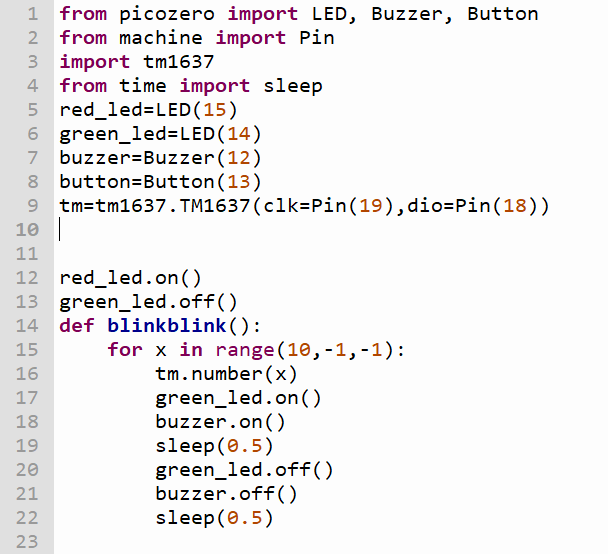 1 from picozero import LED, Buzzer, Button
2 from machine import Pin
3 import tm1637
4 from time import sleep
5 red_led=LED(15)
6 green_led=LED(14)
7 buzzer=Buzzer(12)
8 button=Button(13)
9 tm=tm1637.TM1637(clk=Pin(19),dio=Pin(18))
10
11
12 red_led.on()
13 green_led.off()
14 def blinkblink():
15     for x in range(10,-1,-1):
16         tm.number(x)
17         green_led.on()
18         buzzer.on()
19         sleep(0.5)
20         green_led.off()
21         buzzer.off()
22         sleep(0.5)
23